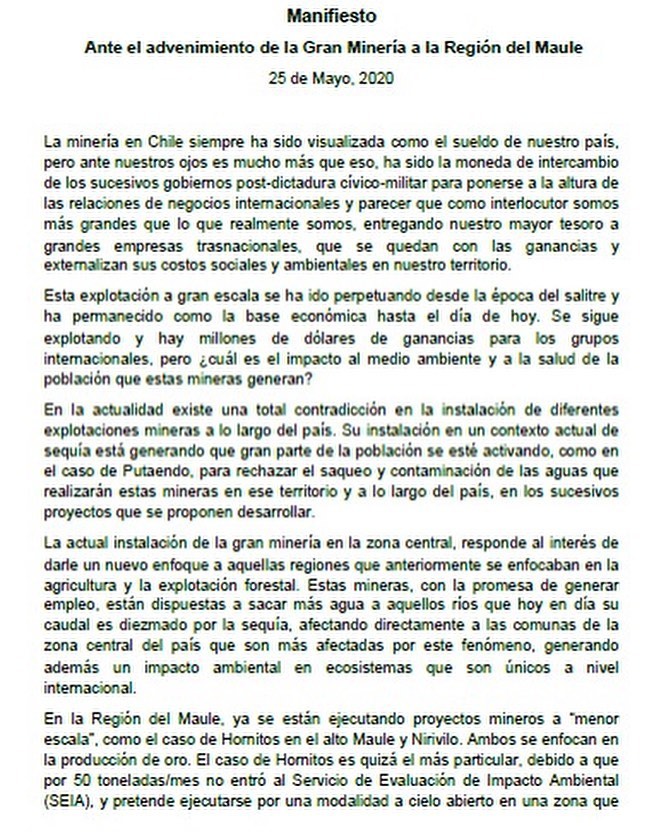 Manifiesto
Ante el advenimiento de la Gran Minería a la Región del Maule
25 de Mayo, 2020
La minería en Chile siempre ha sido visualizada como el sueldo de nuestro país,
pero ante nuestros ojos es mucho más que eso, ha sido la moneda de intercambio
de los sucesivos gobiernos post-dictadura cívico-militar para ponerse a la altura de
las relaciones de negocios internacionales y parecer que como interlocutor somos
más grandes que lo que realmente somos, entregando nuestro mayor tesoro a
grandes empresas trasnacionales, que se quedan con las ganancias y
externalizan sus costos sociales y ambientales en nuestro territorio.
Esta explotación a gran escala se ha ido perpetuando desde la época del salitre y
ha permanecido como la base económica hasta el día de hoy. Se sigue
explotando y hay millones de dólares de ganancias para los grupos
internacionales, pero ¿cuál es el impacto al medio ambiente y a la salud de la
población que estas mineras generan?
En la actualidad existe una total contradicción en la instalación de diferentes
explotaciones mineras a lo largo del país. Su instalación en un contexto actual de
sequía está generando que gran parte de la población se esté activando, como en
el caso de Putaendo, para rechazar el saqueo y contaminación de las aguas que
realizarán estas mineras en ese territorio y a lo largo del país, en los sucesivos
proyectos que se proponen desarrollar.
La actual instalación de la gran minería en la zona central, responde al interés de
darle un nuevo enfoque a aquellas regiones que anteriormente se enfocaban en la
agricultura y la explotación forestal. Estas mineras, con la promesa de generar
empleo, están dispuestas a sacar más agua a aquellos ríos que hoy en día su
caudal es diezmado por la sequía, afectando directamente a las comunas de la
zona central del país que son más afectadas por este fenómeno, generando
además un impacto ambiental en ecosistemas que son únicos a nivel
internacional.
En la Región del Maule, ya se están ejecutando proyectos mineros a “menor
escala”, como el caso de Hornitos en el alto Maule y Nirivilo. Ambos se enfocan en
la producción de oro. El caso de Hornitos es quizá el más particular, debido a que
por 50 toneladas/mes no entró al Servicio de Evaluación de Impacto Ambiental
(SEIA), y pretende ejecutarse por una modalidad a cielo abierto en una zona que